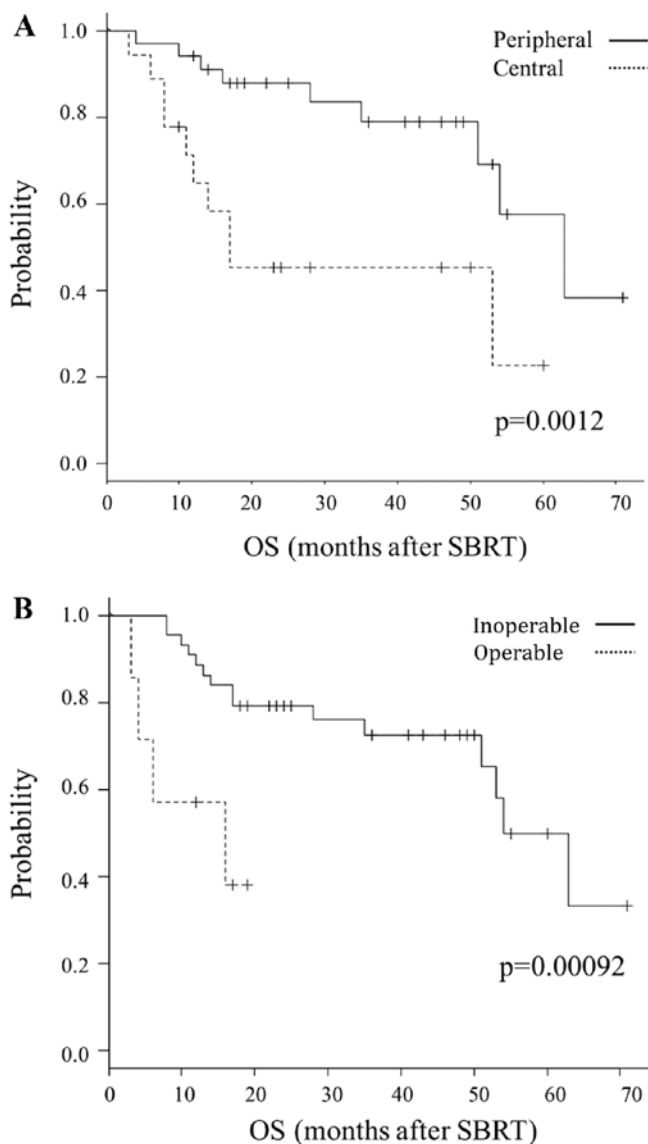 A
1.0
0.8
0.6
0.4
0.2
0.0
Probability
Peripheral
Central
p=0.0012
0 10 20 30 40 50 60 70
OS (months after SBRT)
B
1.0
0.8
0.6
0.4
0.2
0.0
Probability
Inoperable
Operable
p=0.00092
0 10 20 30 40 50 60 70
OS (months after SBRT)